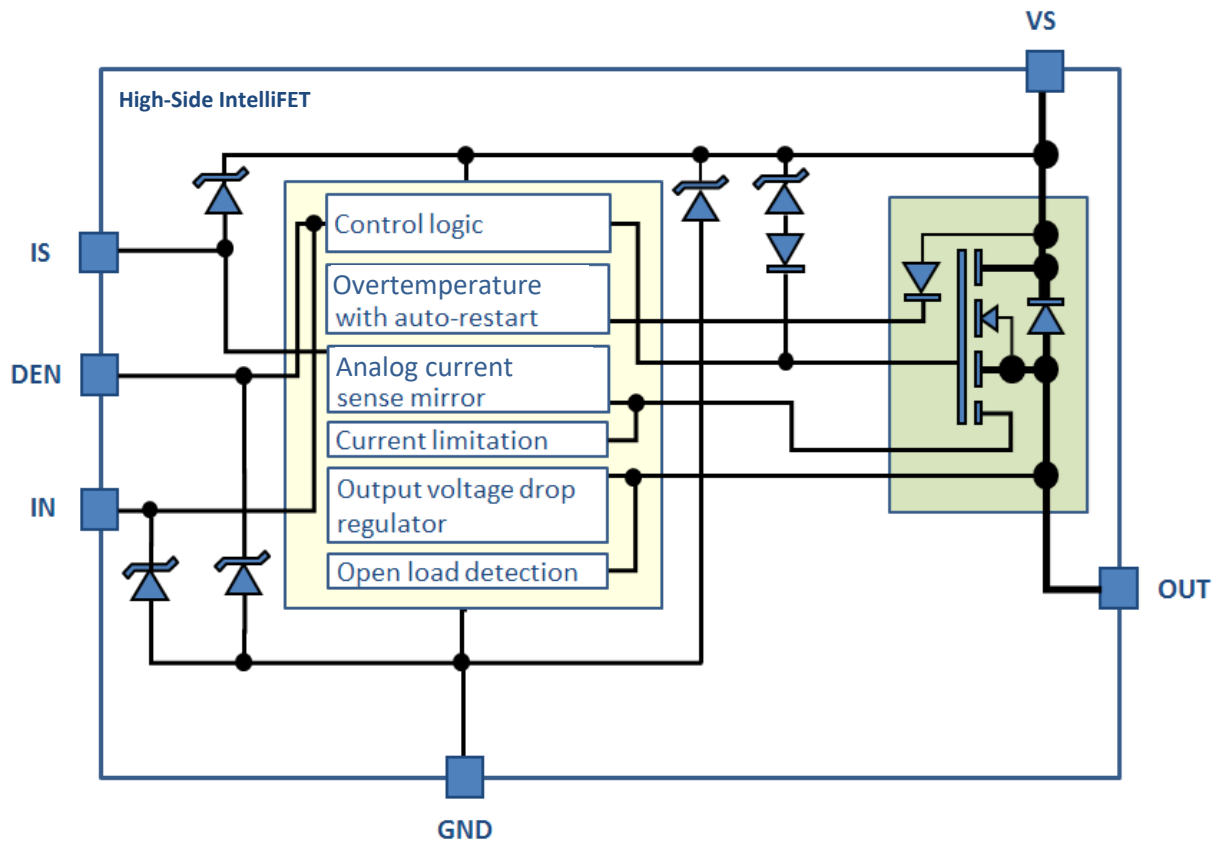 VS
High-Side IntelliFET
Control logic
IS
Overtemperature
with auto-restart
DEN
Analog current
sense mirror
Current limitation
IN
Output voltage drop
regulator
Open load detection
OUT
GND